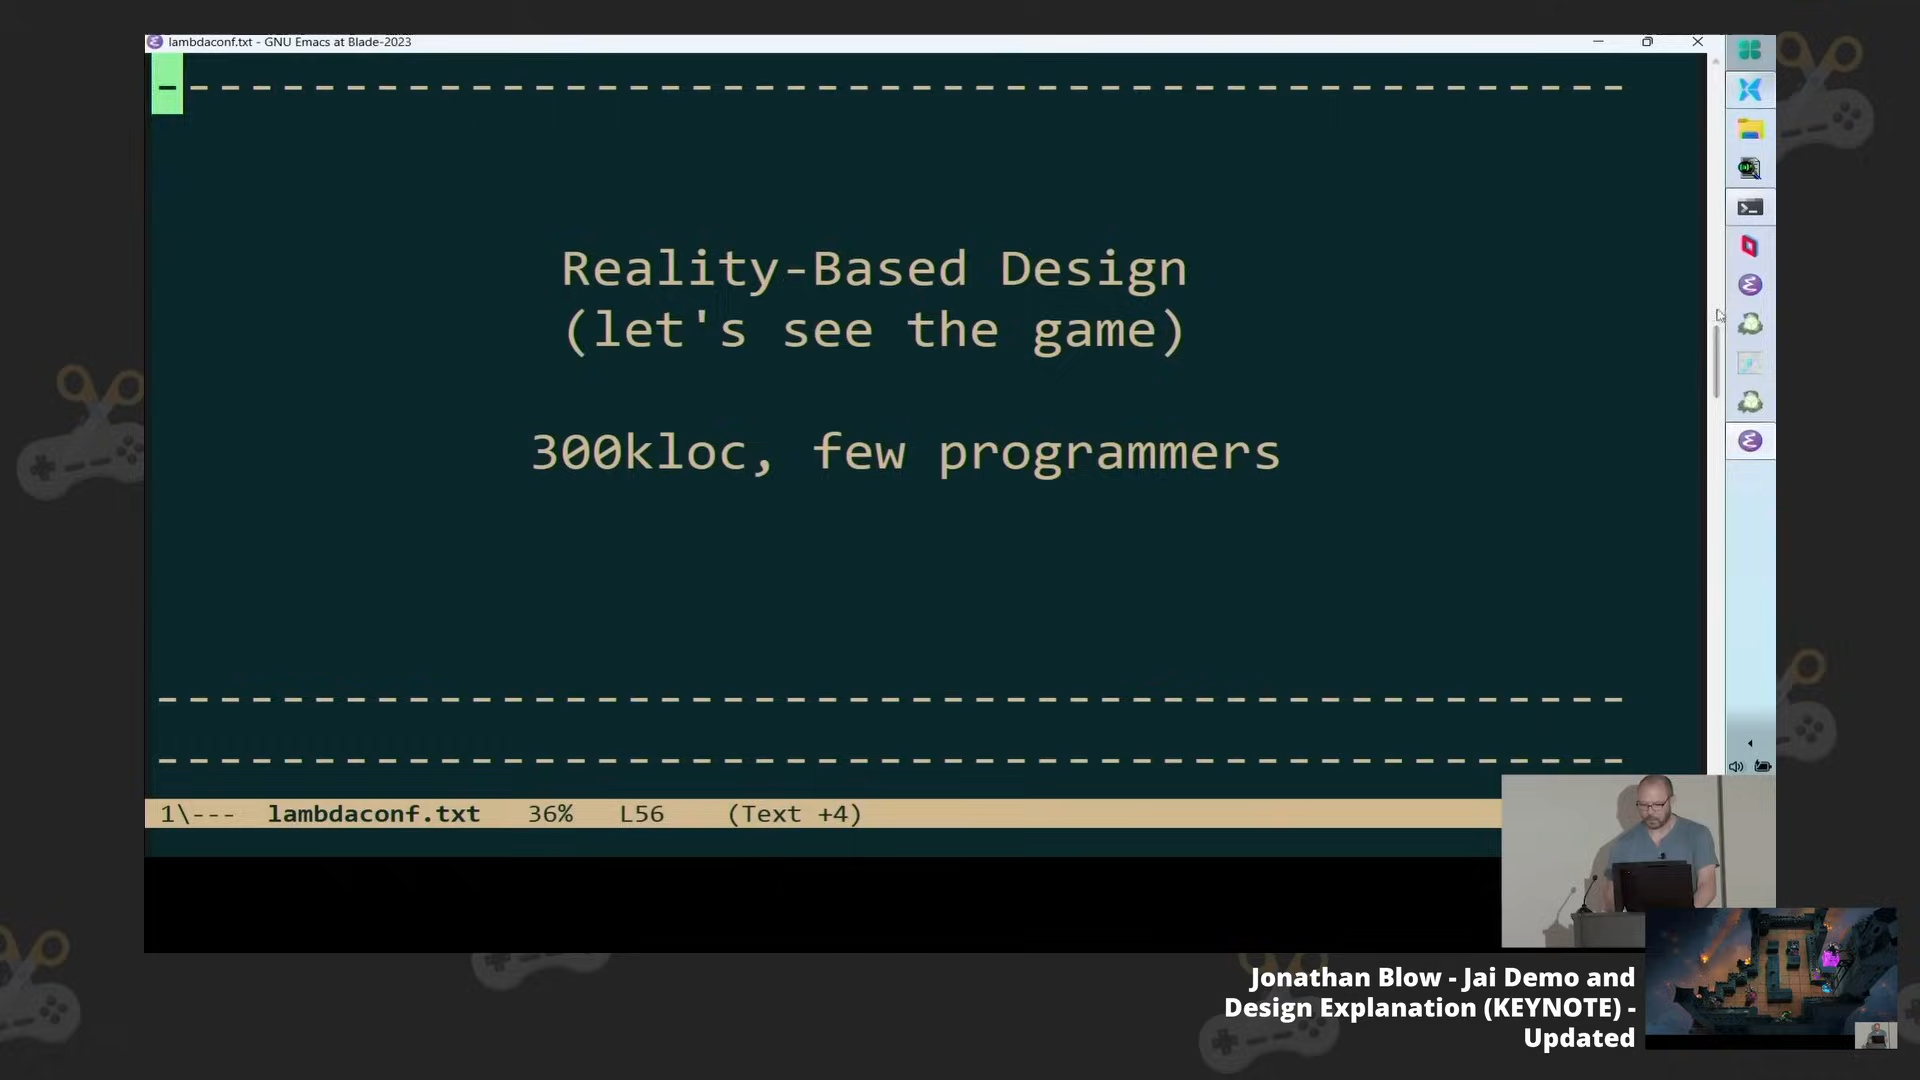 lambdaconf.txt - GNU Emacs at Blade-2023
Reality-Based Design
(let's see the game)
300kloc, few programmers
1\--- lambdaconf.txt 36% L56 (Text +4)
Jonathan Blow - Jai Demo and
Design Explanation (KEYNOTE) -
Updated